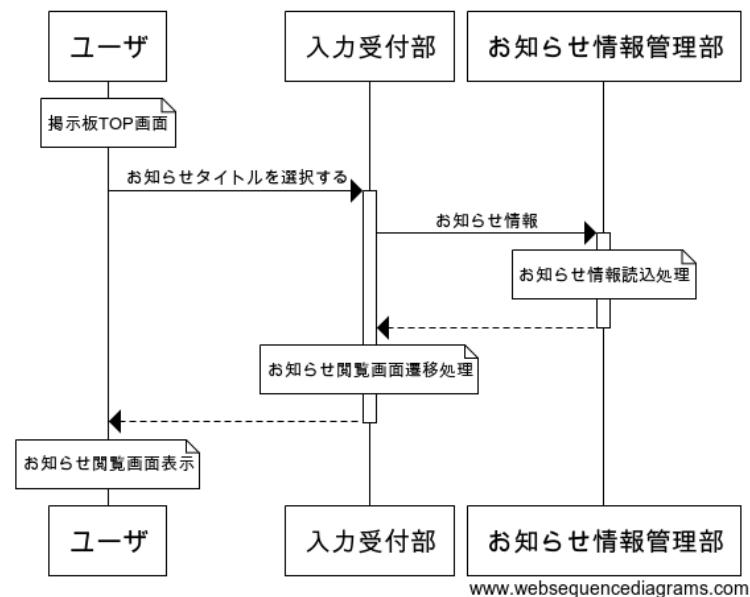 ユーザ
入力受付部
お知らせ情報管理部
掲示板TOP画面
お知らせタイトルを選択する
お知らせ情報
お知らせ情報読込処理
お知らせ閲覧画面遷移処理
お知らせ閲覧画面表示
ユーザ
入力受付部
お知らせ情報管理部
www.websequencediagrams.com